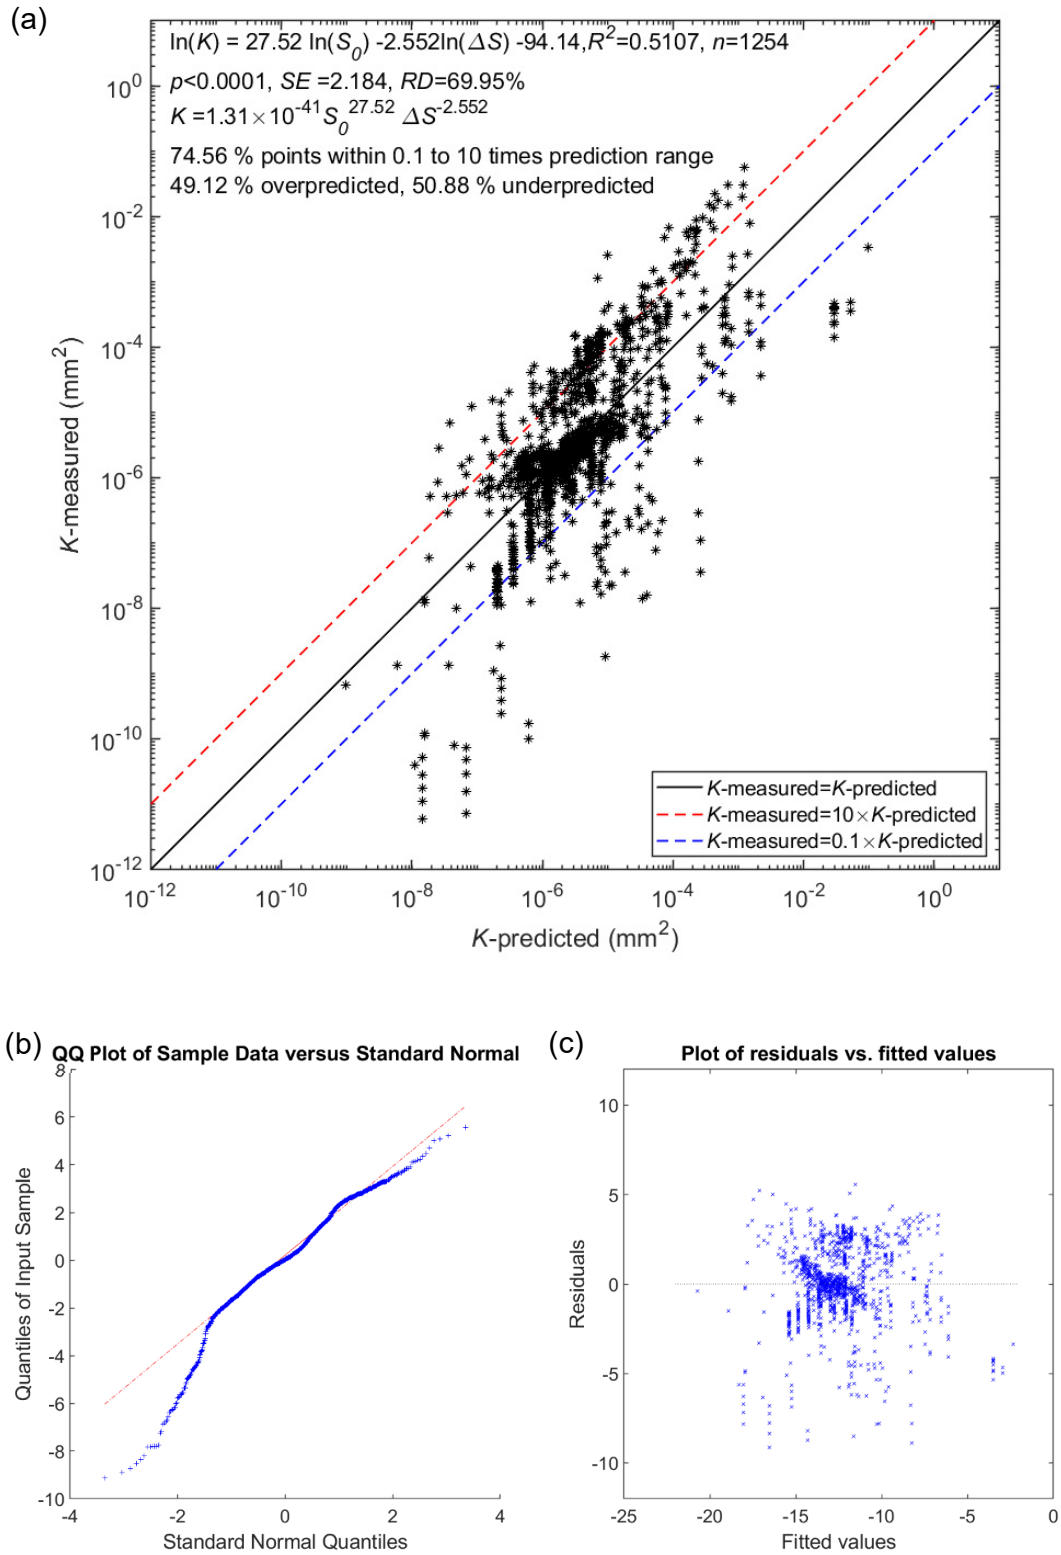 (a)
ln(K) = 27.52 ln(S₀) -2.552ln(ΔS) -94.14,R²=0.5107, n=1254
p<0.0001, SE =2.184, RD=69.95%
K =1.31×10⁻⁴¹S₀²⁷·⁵² ΔS⁻²·⁵⁵²
74.56 % points within 0.1 to 10 times prediction range
49.12 % overpredicted, 50.88 % underpredicted
10⁰
10⁻²
10⁻⁴
10⁻⁶
10⁻⁸
10⁻¹⁰
10⁻¹²
K-measured (mm²)
K-measured=K-predicted
K-measured=10×K-predicted
K-measured=0.1×K-predicted
10⁻¹² 10⁻¹⁰ 10⁻⁸ 10⁻⁶ 10⁻⁴ 10⁻² 10⁰
K-predicted (mm²)
(b)
QQ Plot of Sample Data versus Standard Normal
8
6
4
2
0
-2
-4
-6
-8
-10
Quantiles of Input Sample
-4 -2 0 2 4
Standard Normal Quantiles
(c)
Plot of residuals vs. fitted values
10
5
0
-5
-10
Residuals
-25 -20 -15 -10 -5 0
Fitted values